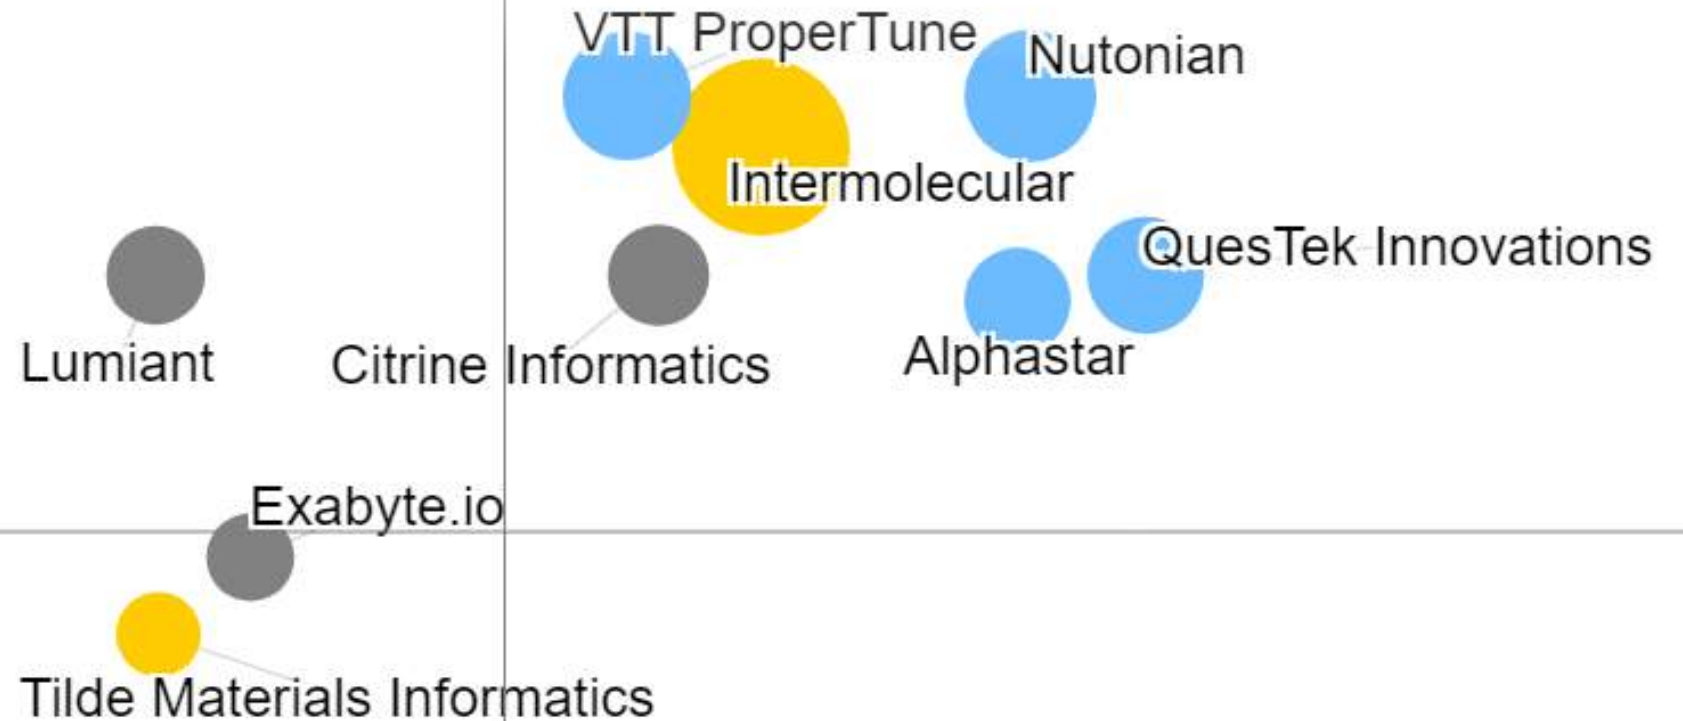 VTT ProperTune
Nutonian
Intermolecular
QuesTek Innovations
Lumiant
Citrine Informatics
Alphastar
Exabyte.io
Tilde Materials Informatics